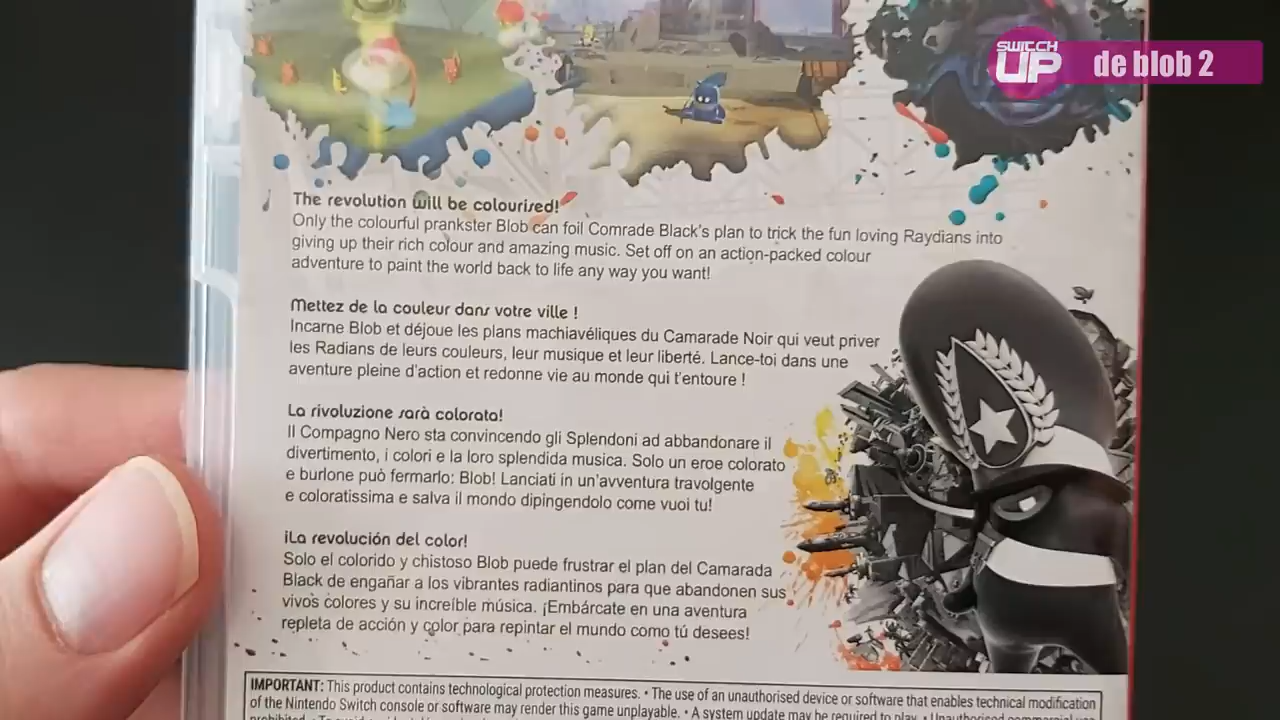 SWITCH
UP
de blob 2
The revolution will be colourised!
Only the colourful prankster Blob can foil Comrade Black's plan to trick the fun loving Raydians into
giving up their rich colour and amazing music. Set off on an action-packed colour
adventure to paint the world back to life any way you want!
Mettez de la couleur dans votre ville !
Incarne Blob et déjoue les plans machiavéliques du Camarade Noir qui veut priver
les Radians de leurs couleurs, leur musique et leur liberté. Lance-toi dans une
aventure pleine d'action et redonne vie au monde qui t'entoure !
La rivoluzione sarà colorata!
Il Compagno Nero sta convincendo gli Splendoni ad abbandonare il
divertimento, i colori e la loro splendida musica. Solo un eroe colorato
e burlone può fermarlo: Blob! Lanciati in un'avventura travolgente
e coloratissima e salva il mondo dipingendolo come vuoi tu!
¡La revolución del color!
Solo el colorido y chistoso Blob puede frustrar el plan del Camarada
Black de engañar a los vibrantes radiantinos para que abandonen sus
vivos colores y su increíble música. ¡Embárcate en una aventura
repleta de acción y color para repintar el mundo como tú desees!
IMPORTANT: This product contains technological protection measures. • The use of an unauthorised device or software that enables technical modification
of the Nintendo Switch console or software may render this game unplayable. • A system update may be required to play. • Unauthorised commercial use